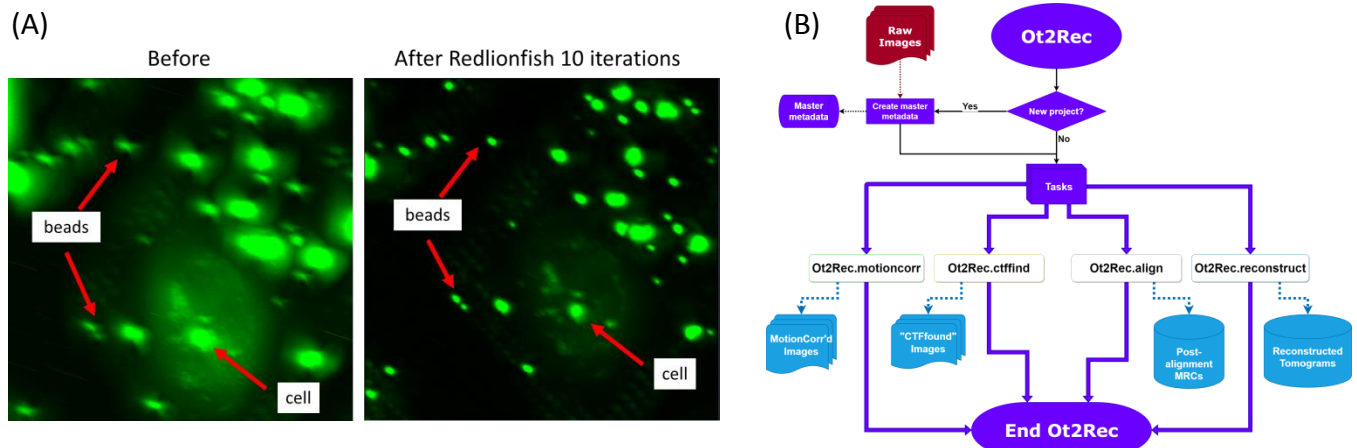 (A)
Before
After Redlionfish 10 iterations
beads
cell
beads
cell
(B)
Raw
Images
Ot2Rec
Master
metadata
Create master
metadata
Yes
New project?
No
Tasks
Ot2Rec.motioncorr
Ot2Rec.ctffind
Ot2Rec.align
Ot2Rec.reconstruct
MotionCorr'd
Images
"CTFfound"
Images
Post-
alignment
MRCs
Reconstructed
Tomograms
End Ot2Rec